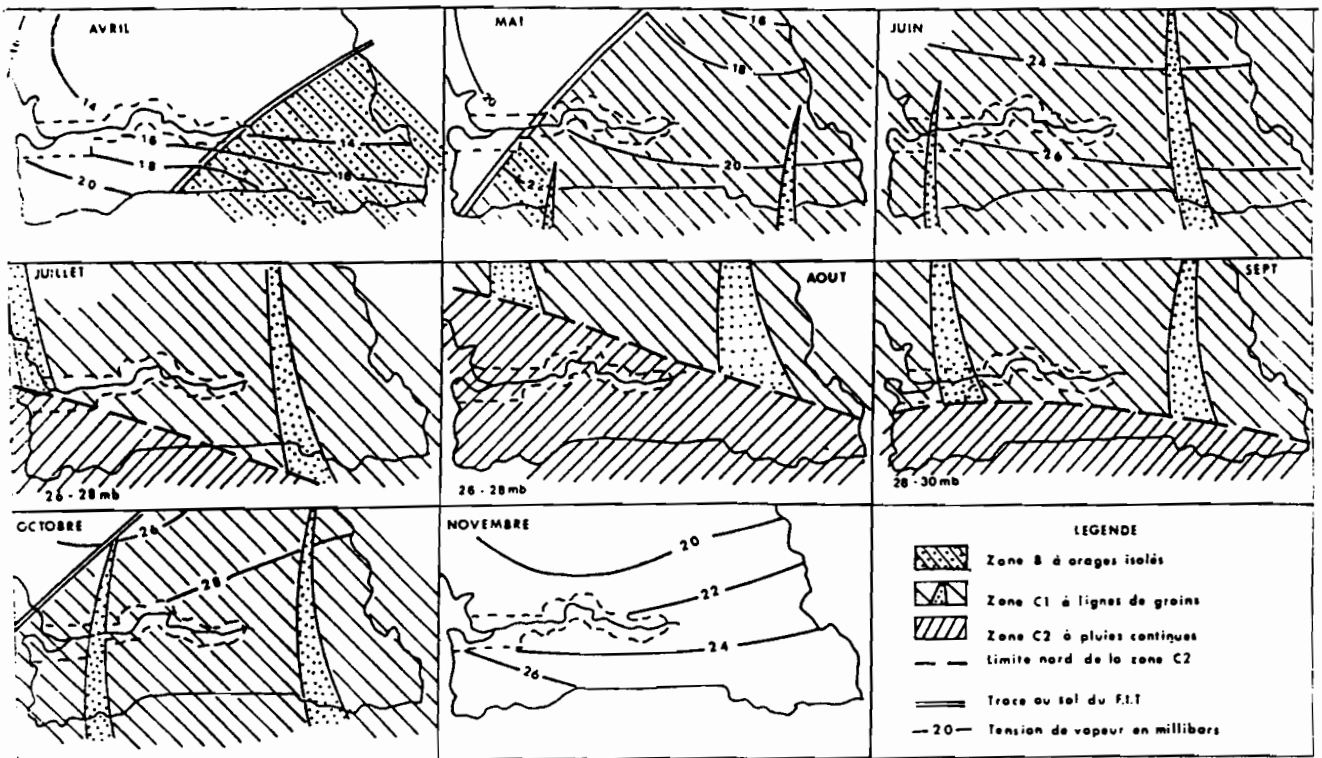 AVRIL
14
16
14
18
16
20
MAI
16
18
20
20
C2
JUIN
24
26
JUILLET
26 - 28 mb
AOUT
26 - 28 mb
SEPT
28 - 30 mb
OCTOBRE
26
28
NOVEMBRE
20
22
24
26
LEGENDE
Zone B à orages isolés
Zone C1 à lignes de grains
Zone C2 à pluies continues
Limite nord de la zone C2
Trace au sol du F.I.T
20 Tension de vapeur en millibars